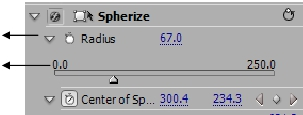 Spherize
Radius 67.0
0.0 250.0
Center of Sp... 300.4 234.3